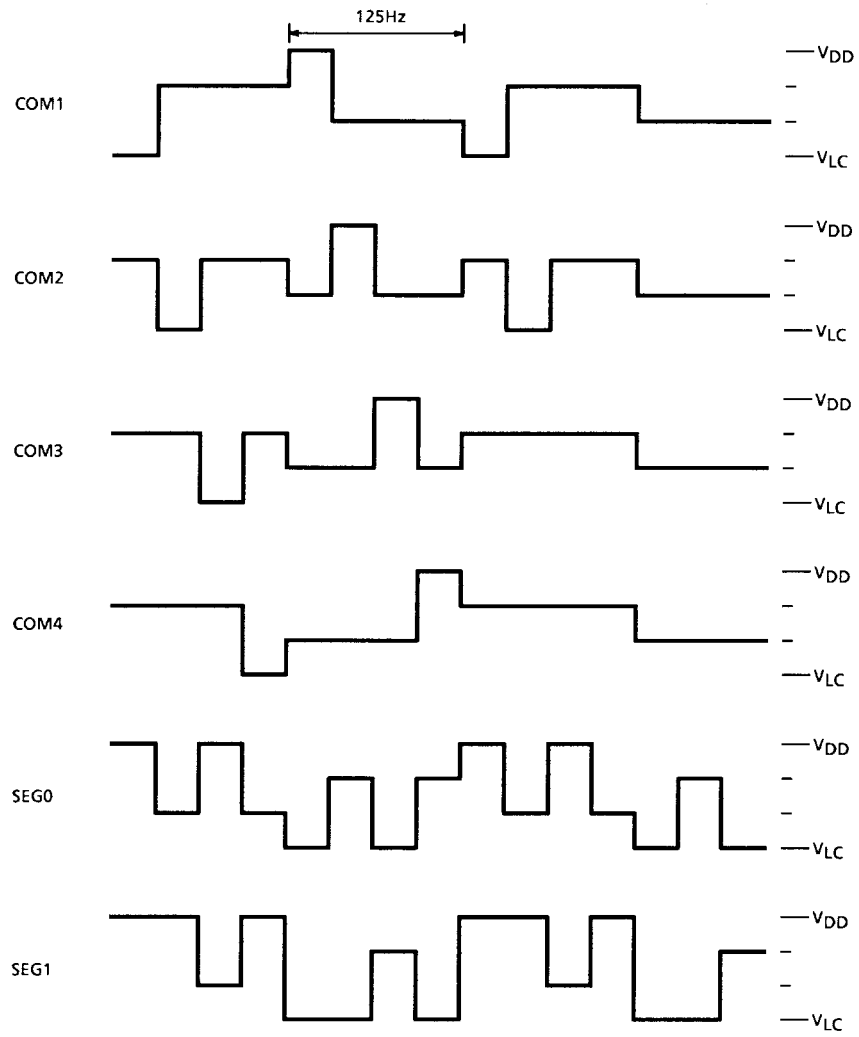 125Hz
VDD
COM1
VLC
VDD
COM2
VLC
VDD
COM3
VLC
VDD
COM4
VLC
VDD
SEG0
VLC
VDD
SEG1
VLC